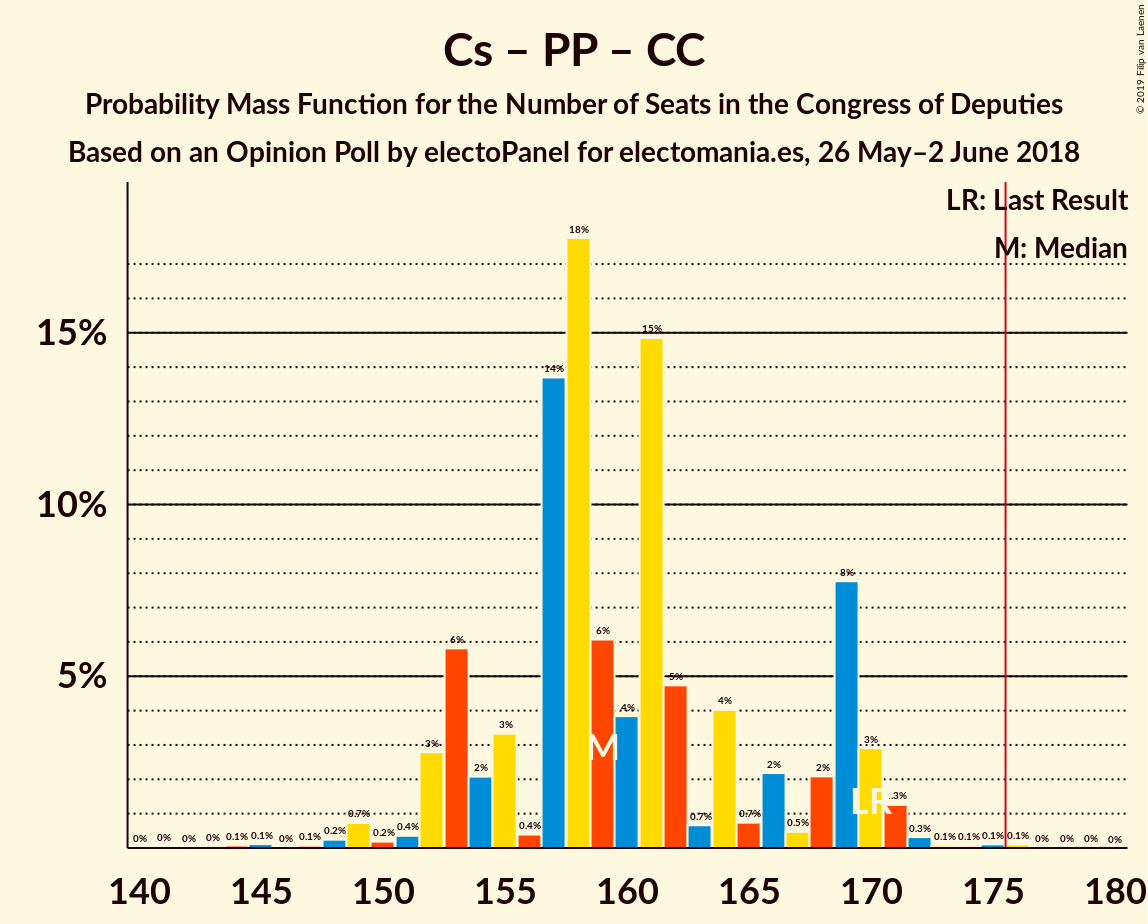 Cs – PP – CC
Probability Mass Function for the Number of Seats in the Congress of Deputies
Based on an Opinion Poll by electoPanel for electomania.es, 26 May–2 June 2018
© 2019 Filip van Laenen
LR: Last Result
M: Median
15%
10%
5%
0% 0% 0% 0% 0.1% 0.1% 0% 0.1% 0.2% 0.7% 0.2% 0.4% 3% 6% 2% 3% 0.4% 14% 18% 6% 4% 15% 5% 0.7% 4% 0.7% 2% 0.5% 2% 8% 3% .3% 0.3% 0.1% 0.1% 0.1% 0.1% 0% 0% 0% 0%
M
LR
140 145 150 155 160 165 170 175 180